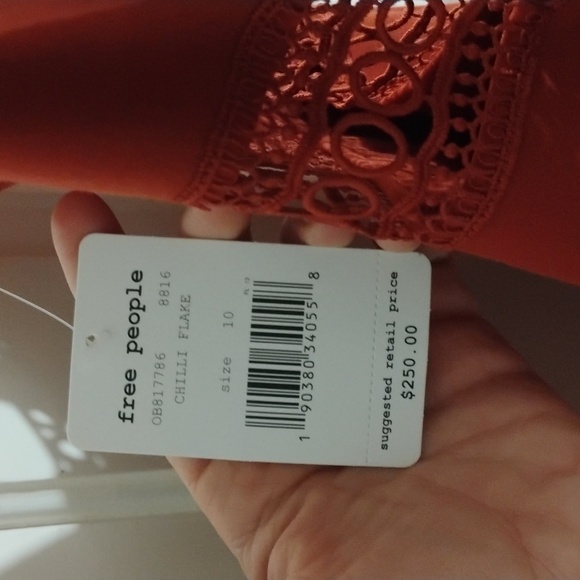 free people
OB817786 8816
CHILLI FLAKE
size 10
1 90380 34055 8
suggested retail price
$250.00